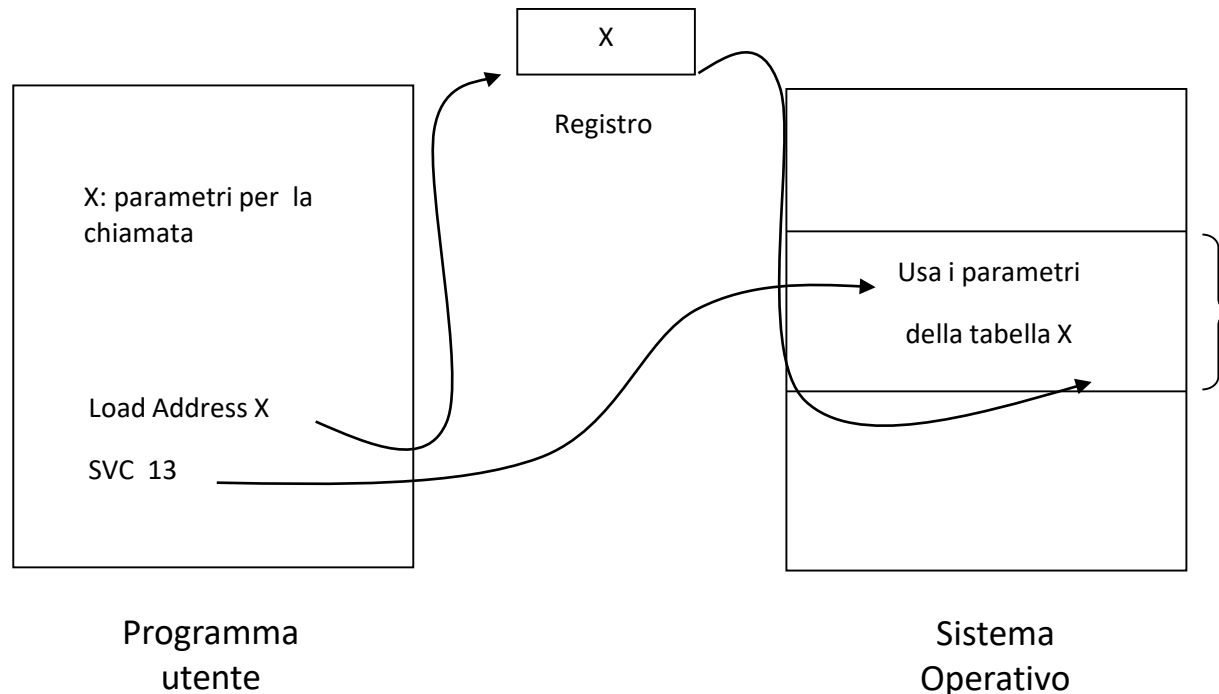 X
Registro
X: parametri per la
chiamata
Load Address X
SVC 13
Usa i parametri
della tabella X
Programma
utente
Sistema
Operativo